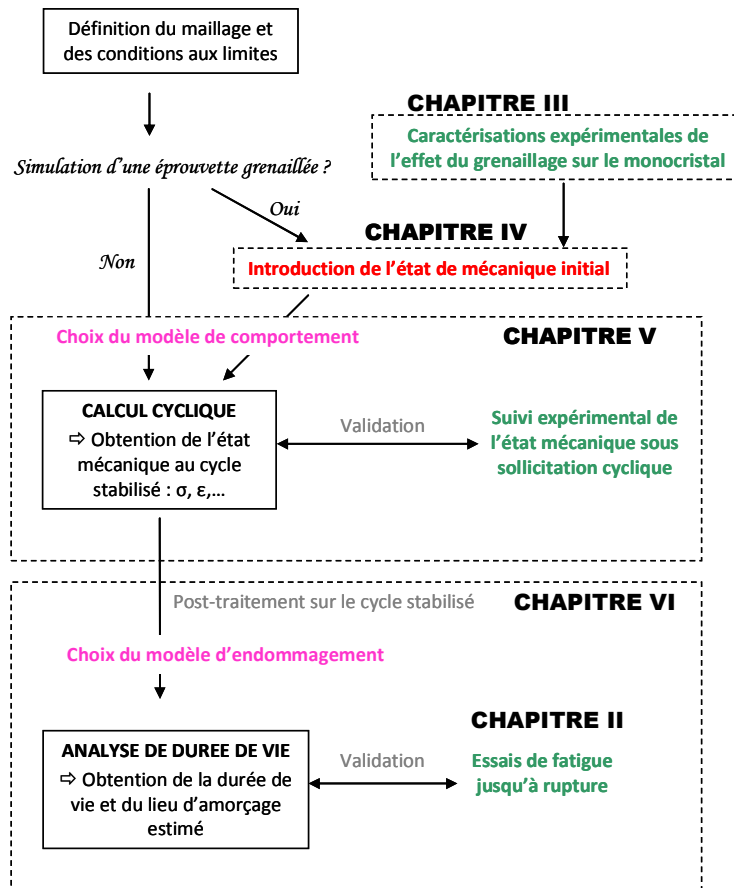 Définition du maillage et
des conditions aux limites
CHAPITRE III
Caractérisations expérimentales de
l'effet du grenaillage sur le monocristal
Simulation d'une éprouvette grenaillée ?
Oui
Non
CHAPITRE IV
Introduction de l'état de mécanique initial
Choix du modèle de comportement
CHAPITRE V
CALCUL CYCLIQUE
⇨ Obtention de l'état
mécanique au cycle
stabilisé : σ, ε,...
Validation
Suivi expérimental de
l'état mécanique sous
sollicitation cyclique
Post-traitement sur le cycle stabilisé
CHAPITRE VI
Choix du modèle d'endommagement
CHAPITRE II
ANALYSE DE DUREE DE VIE
⇨ Obtention de la durée de
vie et du lieu d'amorçage
estimé
Validation
Essais de fatigue
jusqu'à rupture